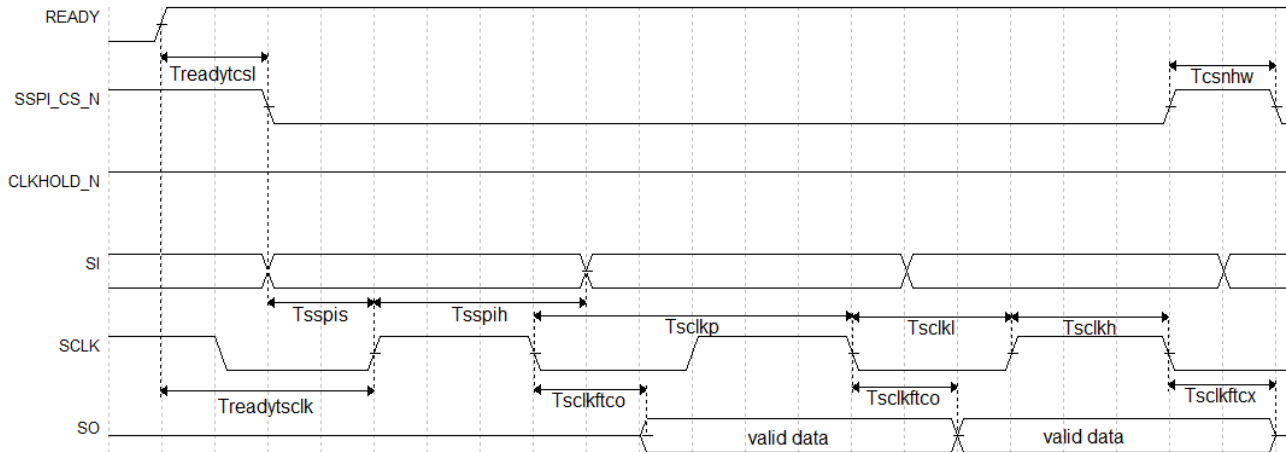 READY
Treadytcsl
Tcsnhw
SSPI_CS_N
CLKHOLD_N
SI
Tsspis
Tsspih
Tsclkp
Tsclkl
Tsclkh
SCLK
Treadytsclk
Tsclkftco
Tsclkftco
Tsclkftcx
SO
valid data
valid data